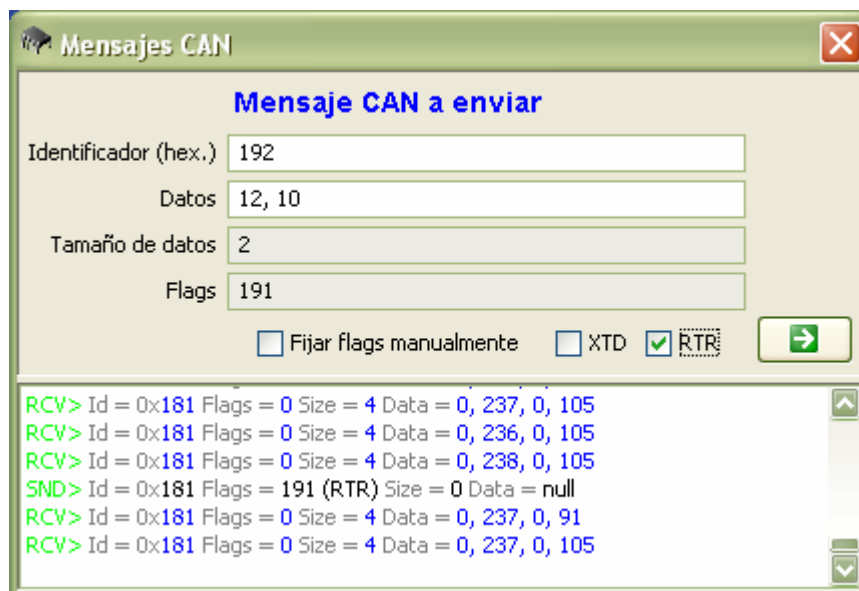 Mensajes CAN
Mensaje CAN a enviar
Identificador (hex.) 192
Datos 12, 10
Tamaño de datos 2
Flags 191
Fijar flags manualmente XTD RTR
RCV> Id = 0x181 Flags = 0 Size = 4 Data = 0, 237, 0, 105
RCV> Id = 0x181 Flags = 0 Size = 4 Data = 0, 236, 0, 105
RCV> Id = 0x181 Flags = 0 Size = 4 Data = 0, 238, 0, 105
SND> Id = 0x181 Flags = 191 (RTR) Size = 0 Data = null
RCV> Id = 0x181 Flags = 0 Size = 4 Data = 0, 237, 0, 91
RCV> Id = 0x181 Flags = 0 Size = 4 Data = 0, 237, 0, 105